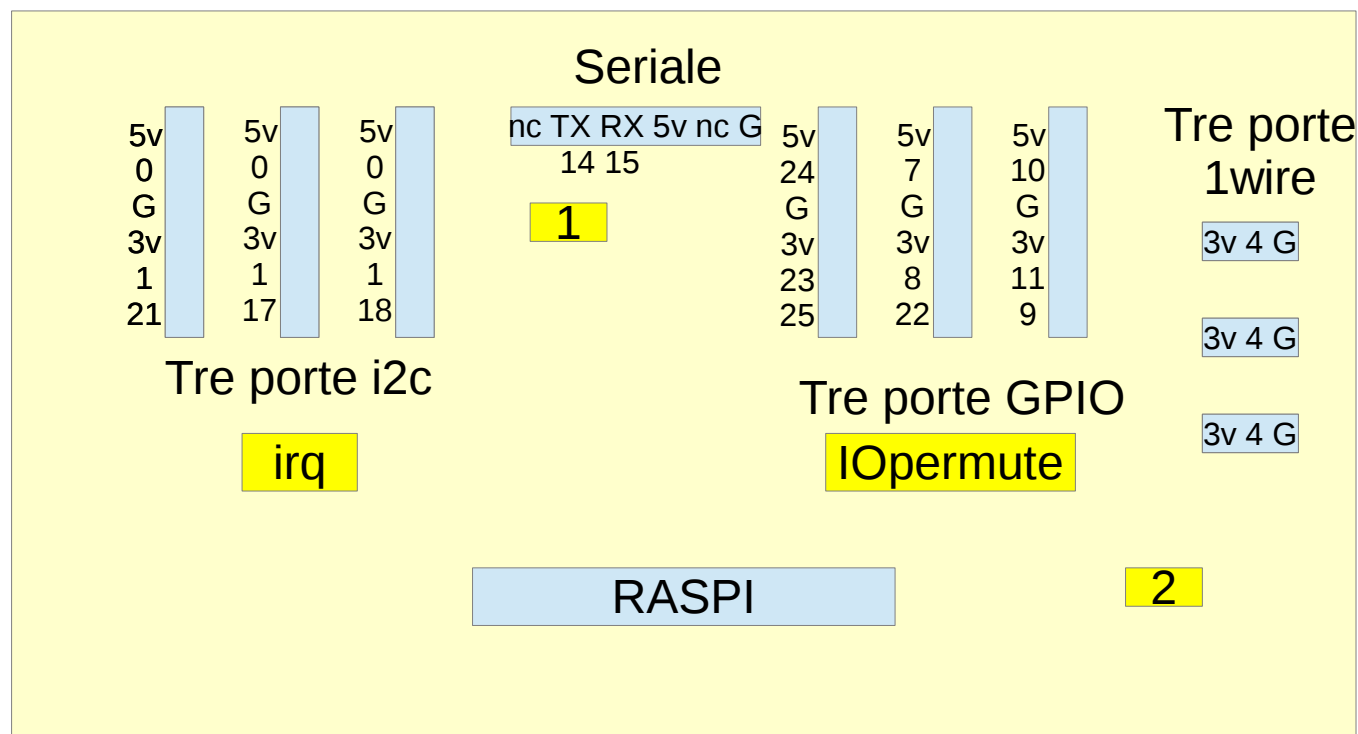 Seriale
5v
0
G
3v
1
21
5v
0
G
3v
1
17
5v
0
G
3v
1
18
Tre porte i2c
irq
nc TX RX 5v nc G
14 15
1
5v
24
G
3v
23
25
5v
7
G
3v
8
22
5v
10
G
3v
11
9
Tre porte GPIO
IOpermute
Tre porte
1wire
3v 4 G
3v 4 G
3v 4 G
RASPI
2